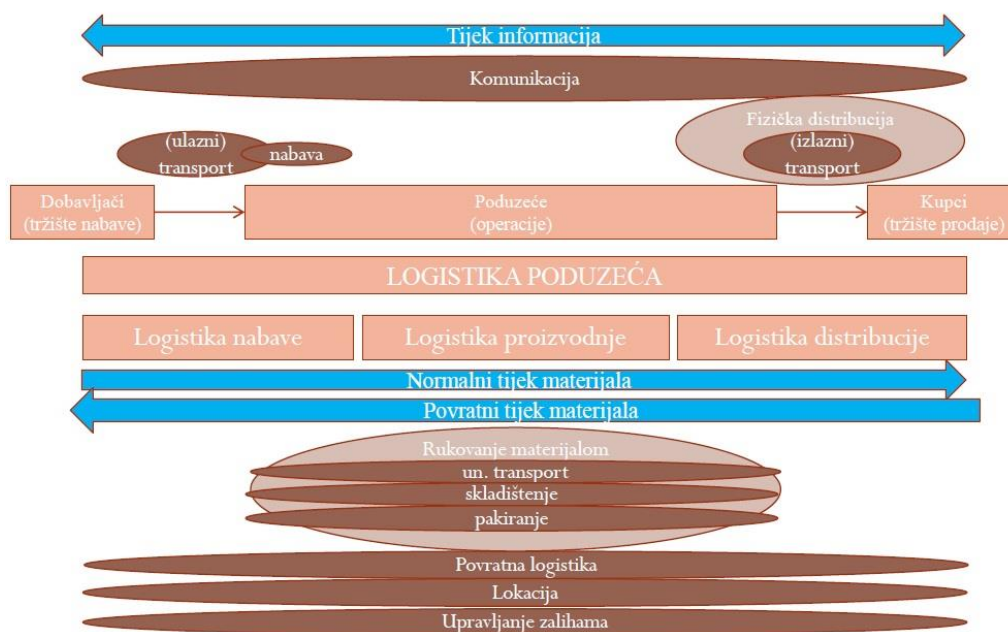 Tijek informacija
Komunikacija
Fizička distribucija
(ulazni)
transport
nabava
(izlazni)
transport
Dobavljači
(tržište nabave)
Poduzeće
(operacije)
Kupci
(tržište prodaje)
LOGISTIKA PODUZEĆA
Logistika nabave
Logistika proizvodnje
Logistika distribucije
Normalni tijek materijala
Povratni tijek materijala
Rukovanje materijalom
un. transport
skladištenje
pakiranje
Povratna logistika
Lokacija
Upravljanje zalihama